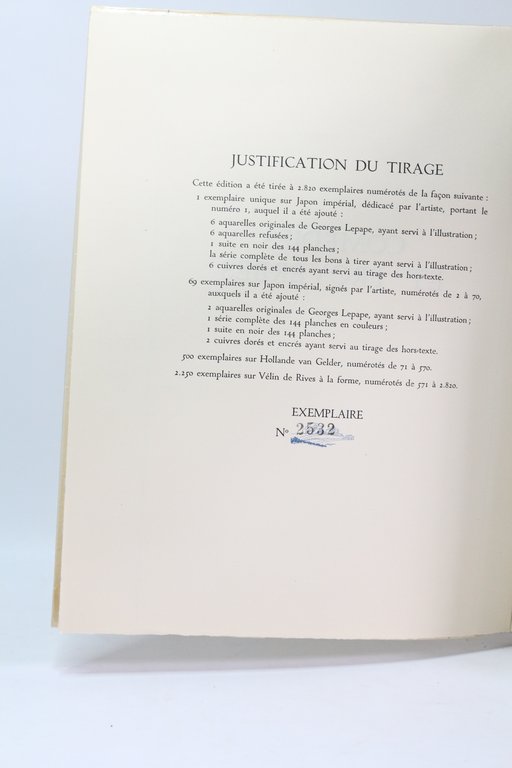 JUSTIFICATION DU TIRAGE
Cette édition a été tirée à 2.820 exemplaires numérotés de la façon suivante :
1 exemplaire unique sur Japon impérial, dédicacé par l'artiste, portant le
numéro 1, auquel il a été ajouté :
6 aquarelles originales de Georges Lepape, ayant servi à l'illustration ;
6 aquarelles refusées ;
1 suite en noir des 144 planches ;
la série complète de tous les bons à tirer ayant servi à l'illustration ;
6 cuivres dorés et encrés ayant servi au tirage des hors-texte.
69 exemplaires sur Japon impérial, signés par l'artiste, numérotés de 2 à 70,
auxquels il a été ajouté :
2 aquarelles originales de Georges Lepape, ayant servi à l'illustration ;
1 série complète des 144 planches en couleurs ;
1 suite en noir des 144 planches ;
2 cuivres dorés et encrés ayant servi au tirage des hors-texte.
500 exemplaires sur Hollande van Gelder, numérotés de 71 à 570.
2.250 exemplaires sur Vélin de Rives à la forme, numérotés de 571 à 2.820.
EXEMPLAIRE
N° 2532